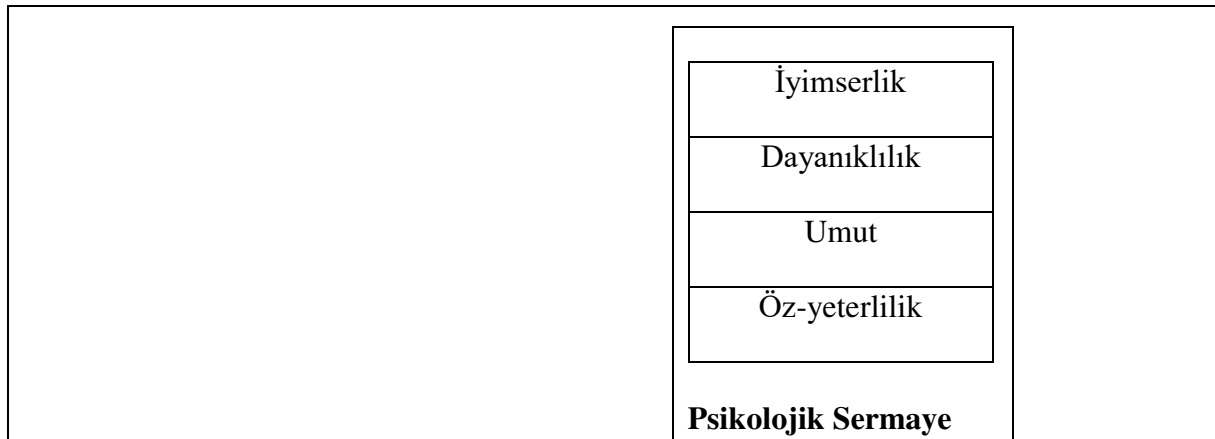 İyimserlik
Dayanıklılık
Umut
Öz-yeterlilik
Psikolojik Sermaye